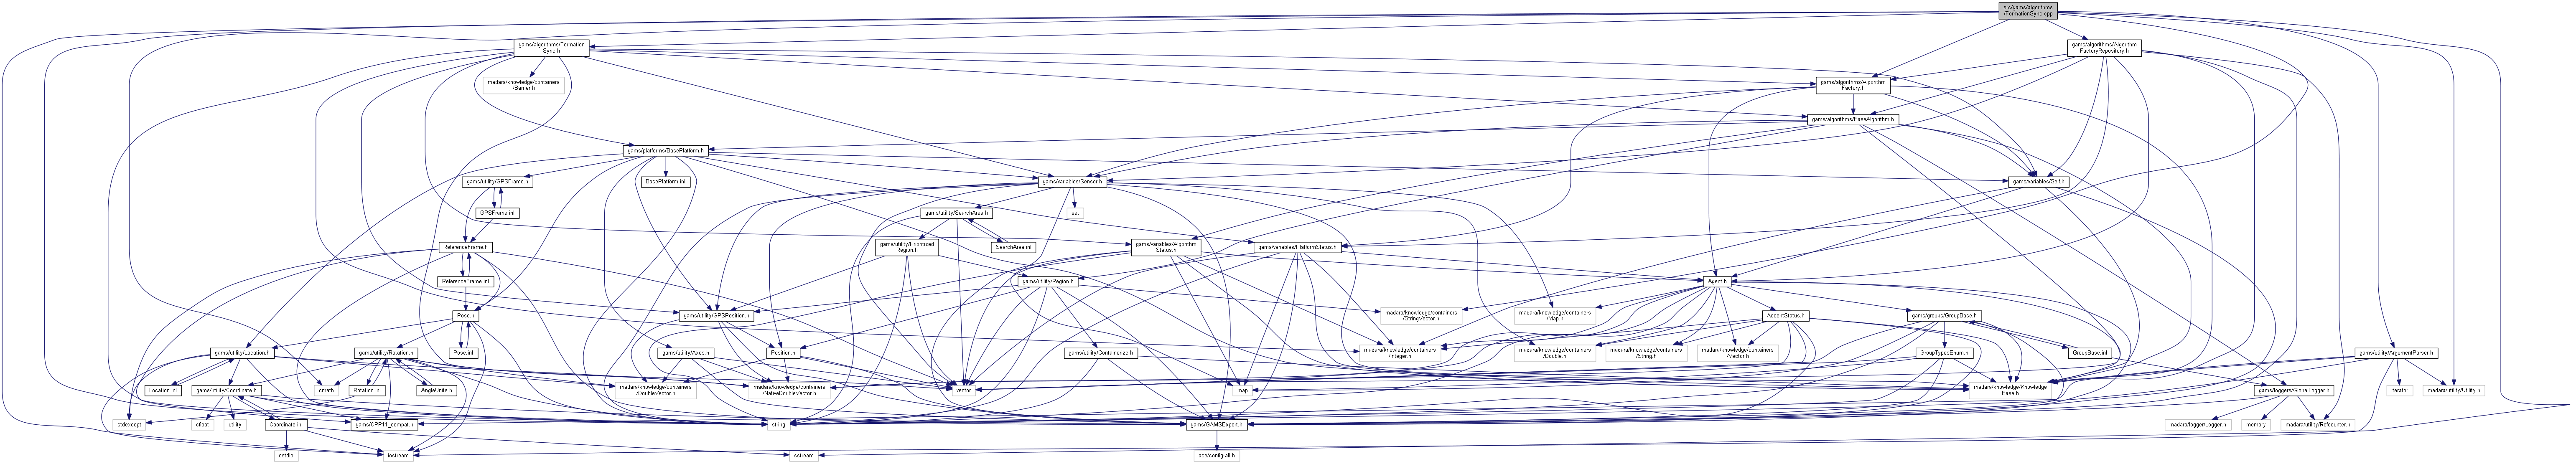 src/gams/algorithms
/FormationSync.cpp
gams/algorithms/Formation
Sync.h
gams/algorithms/Algorithm
FactoryRepository.h
madara/knowledge/containers
/Barrier.h
gams/algorithms/Algorithm
Factory.h
gams/algorithms/BaseAlgorithm.h
gams/platforms/BasePlatform.h
gams/utility/GPSFrame.h
BasePlatform.inl
gams/variables/Sensor.h
gams/variables/Self.h
GPSFrame.inl
gams/utility/SearchArea.h
set
ReferenceFrame.h
gams/utility/Prioritized
Region.h
SearchArea.inl
gams/variables/Algorithm
Status.h
gams/variables/PlatformStatus.h
ReferenceFrame.inl
gams/utility/Region.h
Agent.h
Pose.h
gams/utility/GPSPosition.h
madara/knowledge/containers
/StringVector.h
madara/knowledge/containers
/Map.h
AccentStatus.h
gams/groups/GroupBase.h
gams/utility/Location.h
gams/utility/Rotation.h
Pose.inl
gams/utility/Axes.h
Position.h
gams/utility/Containerize.h
madara/knowledge/containers
/Integer.h
madara/knowledge/containers
/Double.h
madara/knowledge/containers
/String.h
madara/knowledge/containers
/Vector.h
GroupTypesEnum.h
GroupBase.inl
gams/utility/ArgumentParser.h
Location.inl
gams/utility/Coordinate.h
cmath
Rotation.inl
AngleUnits.h
madara/knowledge/containers
/DoubleVector.h
madara/knowledge/containers
/NativeDoubleVector.h
vector
map
madara/knowledge/Knowledge
Base.h
gams/loggers/GlobalLogger.h
iterator
madara/utility/Utility.h
stdexcept
cfloat
utility
Coordinate.inl
gams/CPP11_compat.h
string
gams/GAMSExport.h
madara/logger/Logger.h
memory
madara/utility/Refcounter.h
cstdio
iostream
sstream
ace/config-all.h